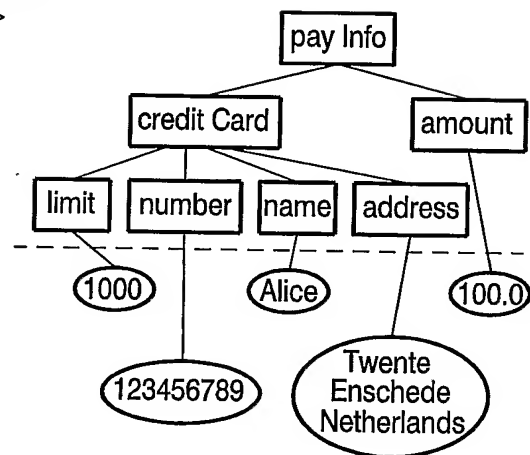 pay Info
credit Card
amount
limit
number
name
address
1000
Alice
100.0
123456789
Twente
Enschede
Netherlands